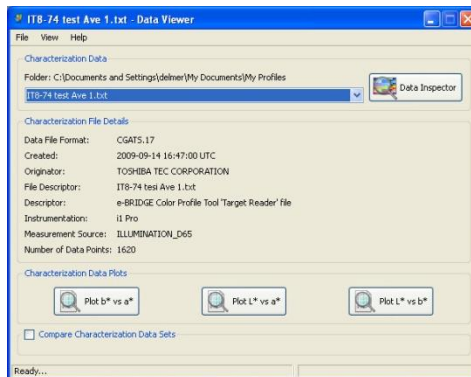 IT8-74 test Ave 1.txt - Data Viewer
File View Help
Characterization Data
Folder: C:\Documents and Settings\delmer\My Documents\My Profiles
IT8-74 test Ave 1.txt
Data Inspector
Characterization File Details
Data File Format: CGATS.17
Created: 2009-09-14 16:47:00 UTC
Originator: TOSHIBA TEC CORPORATION
File Descriptor: IT8-74 tesi Ave 1.txt
Descriptor: e-BRIDGE Color Profile Tool 'Target Reader' file
Instrumentation: i1 Pro
Measurement Source: ILLUMINATION_D65
Number of Data Points: 1620
Characterization Data Plots
Plot b* vs a*
Plot L* vs a*
Plot L* vs b*
Compare Characterization Data Sets
Ready...